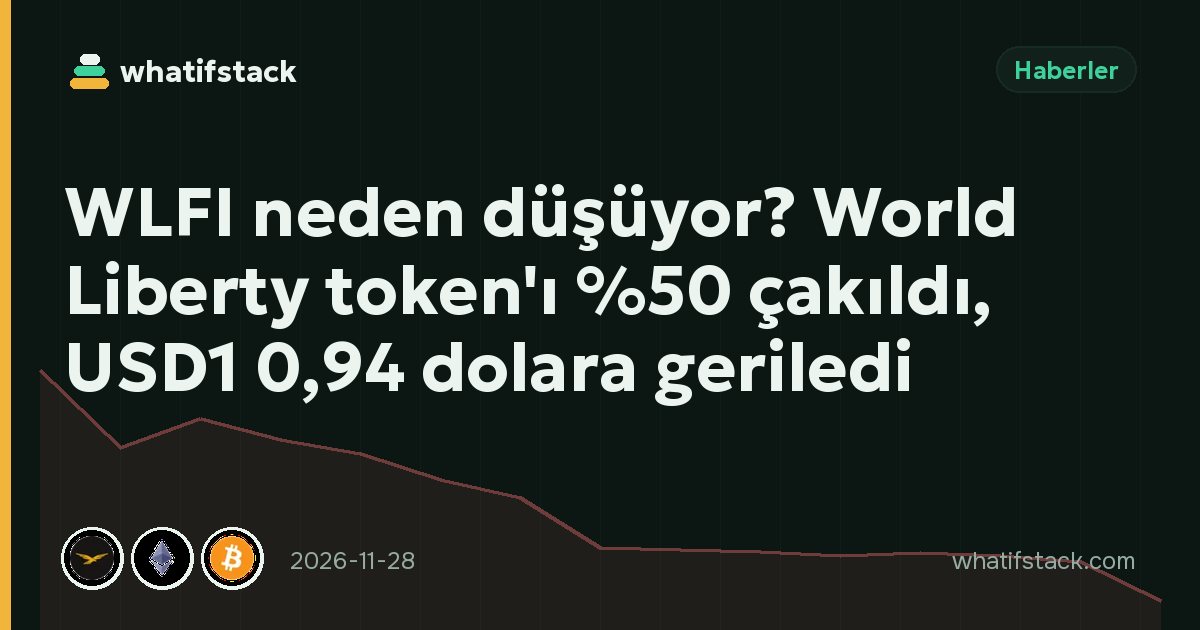 whatifstack
Haberler
WLFI neden düşüyor? World
Liberty token'ı %50 çakıldı,
USD1 0,94 dolara geriledi
2026-11-28
whatifstack.com